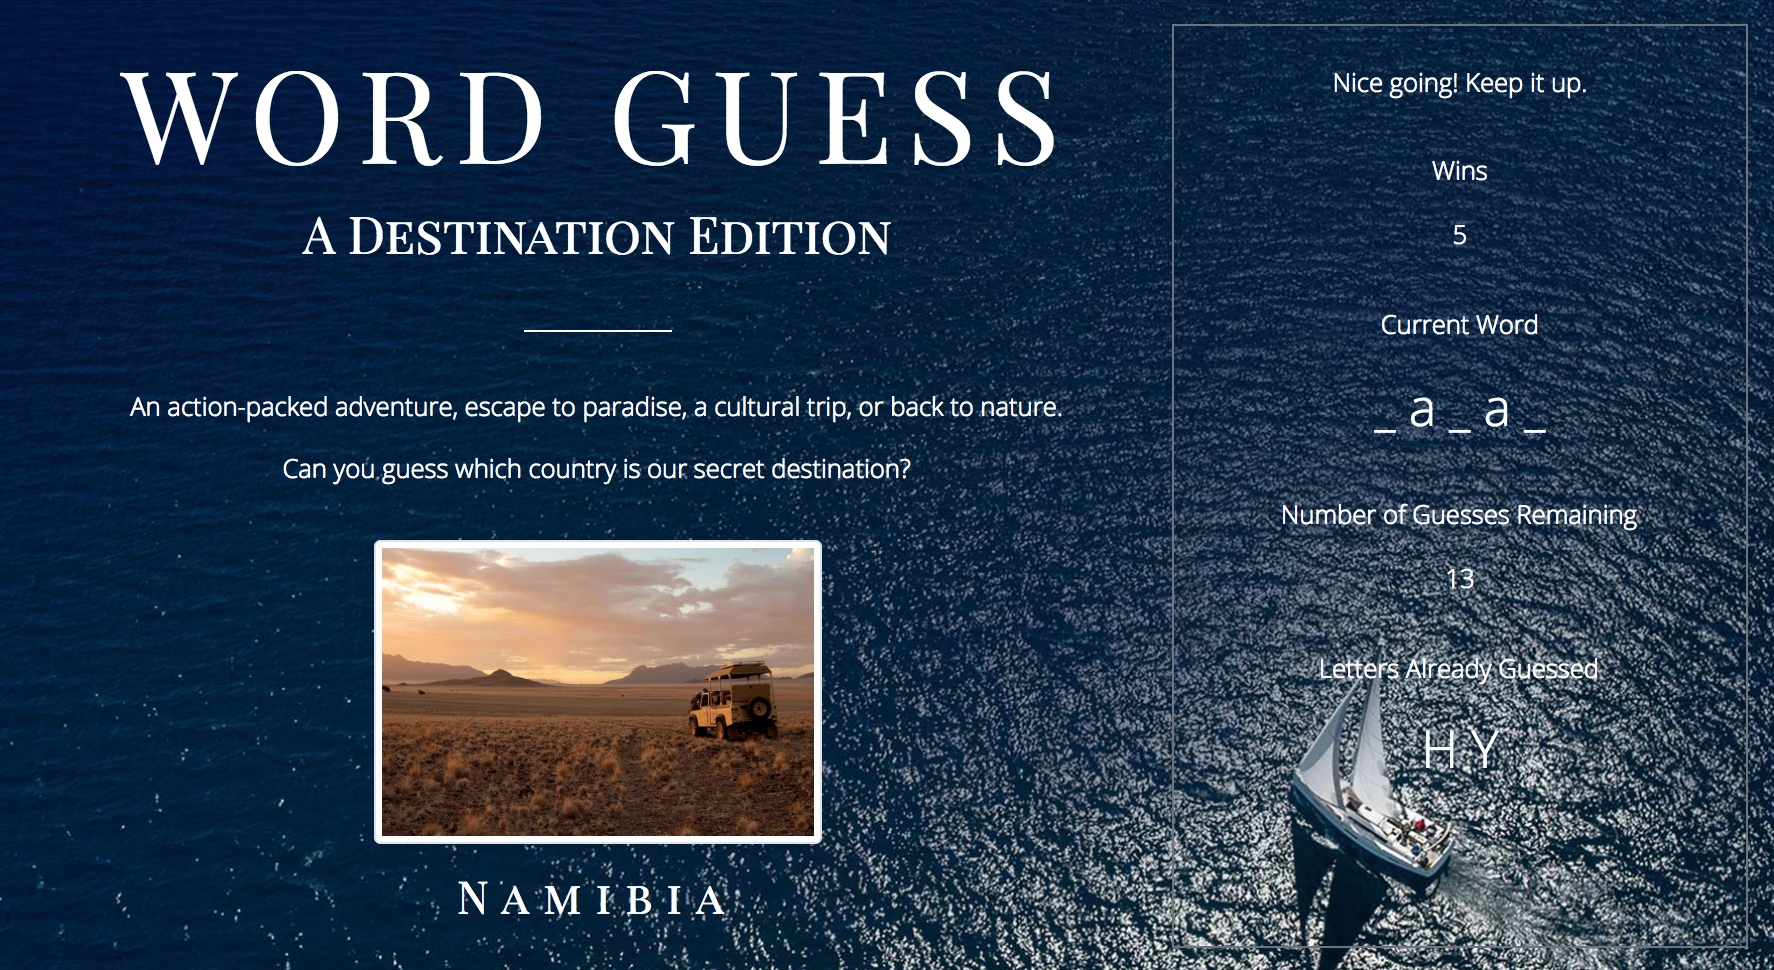 WORD GUESS
A DESTINATION EDITION
An action-packed adventure, escape to paradise, a cultural trip, or back to nature.
Can you guess which country is our secret destination?
NAMIBIA
Nice going! Keep it up.
Wins
5
Current Word
_ a _ a _
Number of Guesses Remaining
13
Letters Already Guessed
H Y